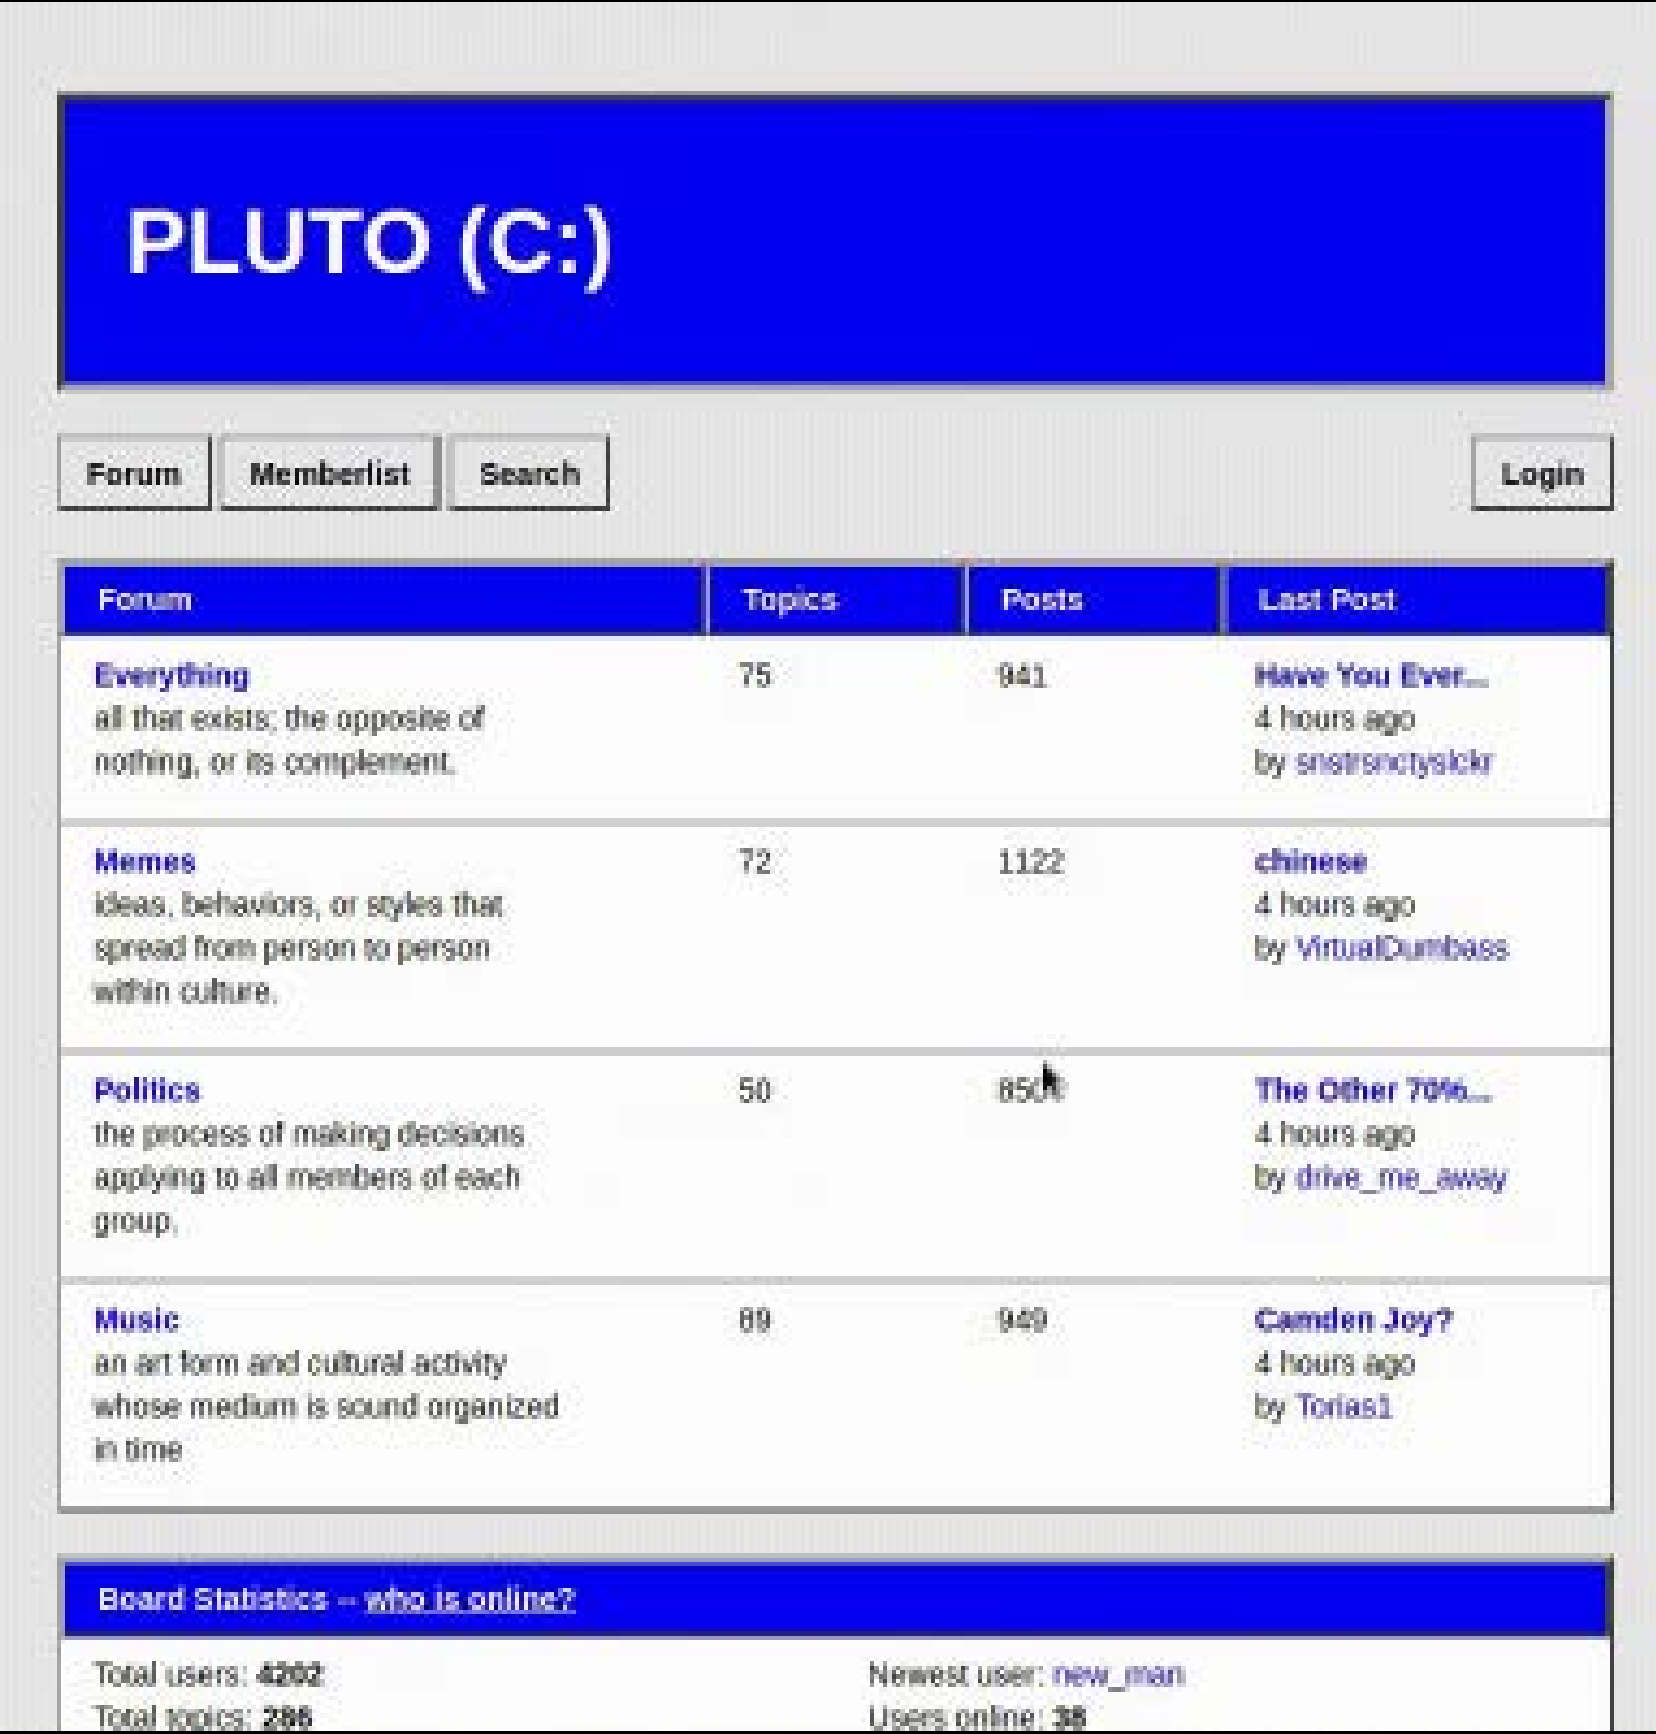 PLUTO (C:)
Forum Memberlist Search Login
Forum Topics Posts Last Post
Everything 75 941 Have You Ever...
all that exists; the opposite of 4 hours ago
nothing, or its complement. by snstrsnctyslckr
Memes 72 1122 chinese
ideas, behaviors, or styles that 4 hours ago
spread from person to person by VirtualDumbass
within culture.
Politics 50 The Other 70%...
the process of making decisions 4 hours ago
applying to all members of each by drive_me_away
group.
Music 89 949 Camden Joy?
an art form and cultural activity 4 hours ago
whose medium is sound organized by Torias1
in time
Board Statistics -- who is online?
Total users: 4202 Newest user: new_man
Total topics: 286 Users online: 38